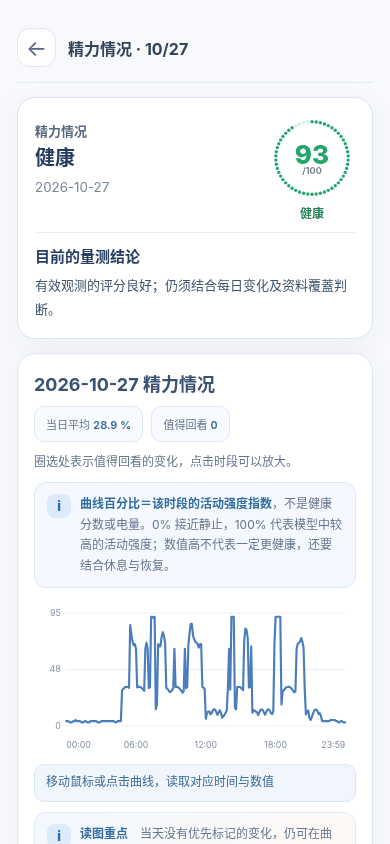 精力情况 · 10/27
精力情况
健康
2026-10-27
93
/100
健康
目前的量测结论
有效观测的评分良好；仍须结合每日变化及资料覆蓋判
断。
2026-10-27 精力情况
当日平均 28.9 %
值得回看 0
圈选处表示值得回看的变化，点击时段可以放大。
i
曲线百分比＝该时段的活动强度指数，不是健康
分数或电量。0% 接近静止，100% 代表模型中较
高的活动强度；数值高不代表一定更健康，还要
结合休息与恢复。
95
48
0
00:00 06:00 12:00 18:00 23:59
移动鼠标或点击曲线，读取对应时间与数值
i
读图重点 当天没有优先标记的变化，仍可在曲